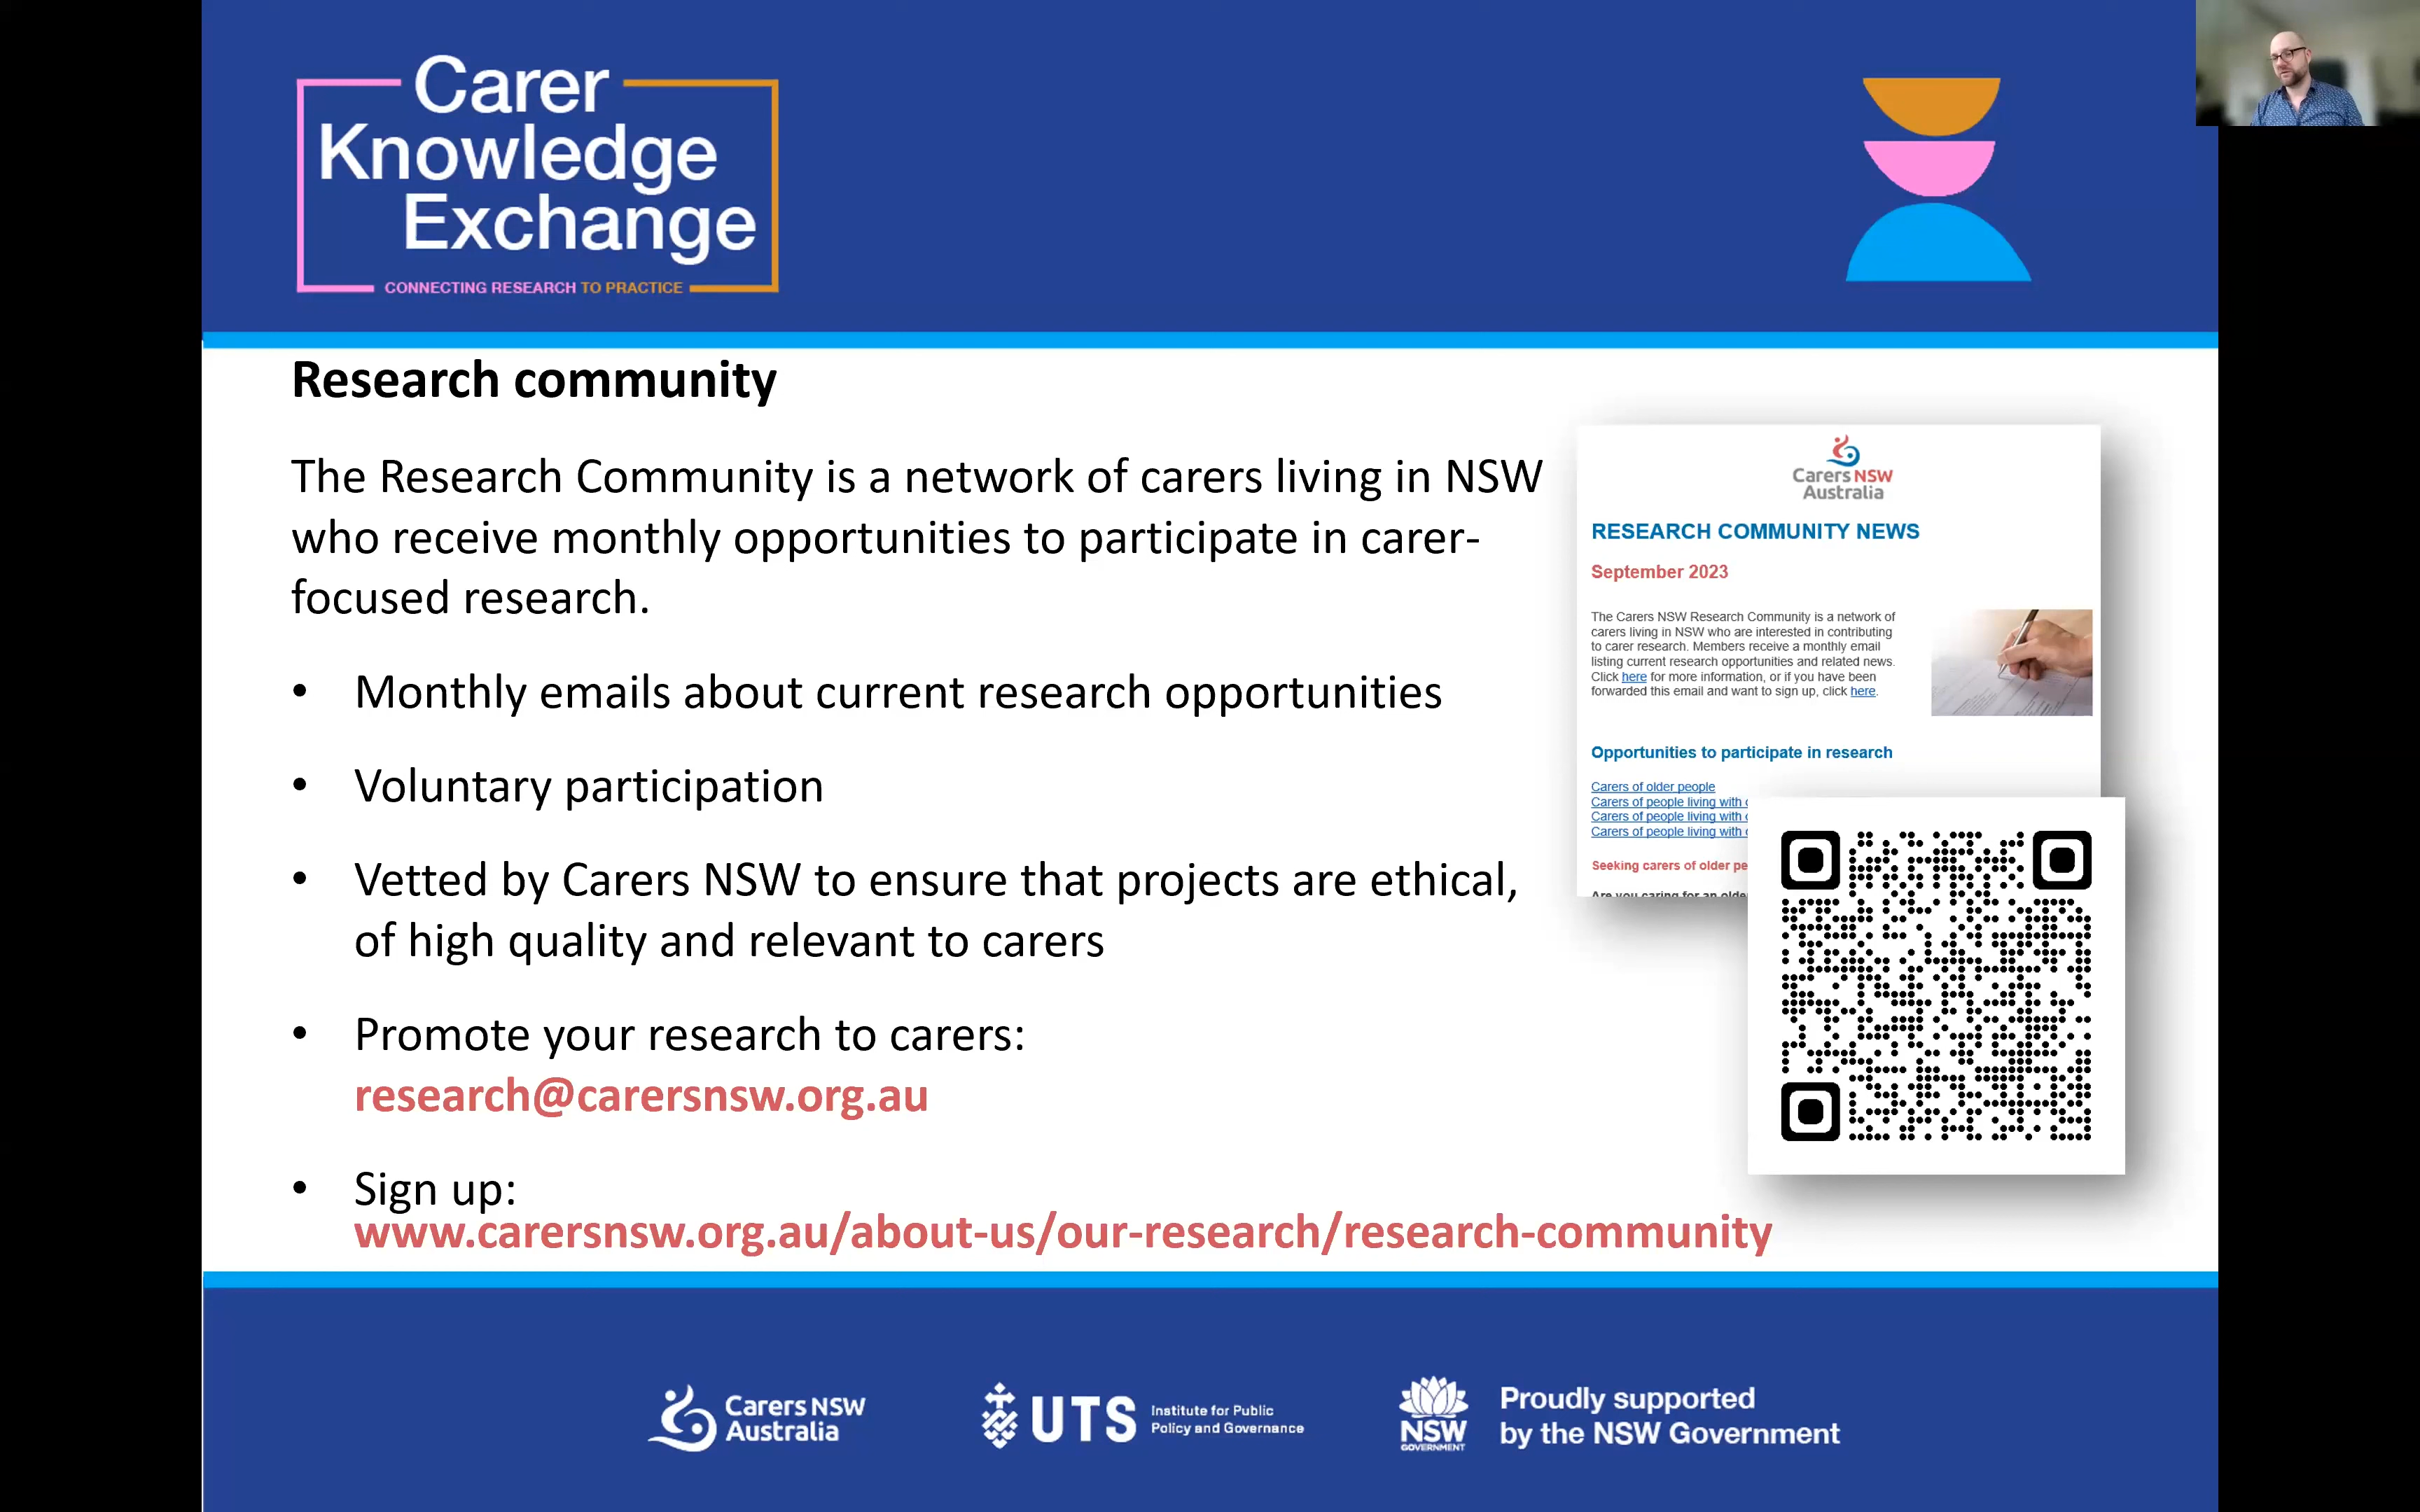 Carer
Knowledge
Exchange
CONNECTING RESEARCH TO PRACTICE
Research community
The Research Community is a network of carers living in NSW
who receive monthly opportunities to participate in carer-
focused research.
• Monthly emails about current research opportunities
• Voluntary participation
• Vetted by Carers NSW to ensure that projects are ethical,
of high quality and relevant to carers
• Promote your research to carers:
research@carersnsw.org.au
• Sign up:
www.carersnsw.org.au/about-us/our-research/research-community
Carers NSW
Australia
RESEARCH COMMUNITY NEWS
September 2023
The Carers NSW Research Community is a network of
carers living in NSW who are interested in contributing
to carer research. Members receive a monthly email
listing current research opportunities and related news.
Click here for more information, or if you have been
forwarded this email and want to sign up, click here.
Opportunities to participate in research
Carers of older people
Carers of people living with
Carers of people living with
Carers of people living with
Seeking carers of older pe
Are you caring for an olde
Carers NSW
Australia
UTS
Institute for Public
Policy and Governance
NSW
GOVERNMENT
Proudly supported
by the NSW Government